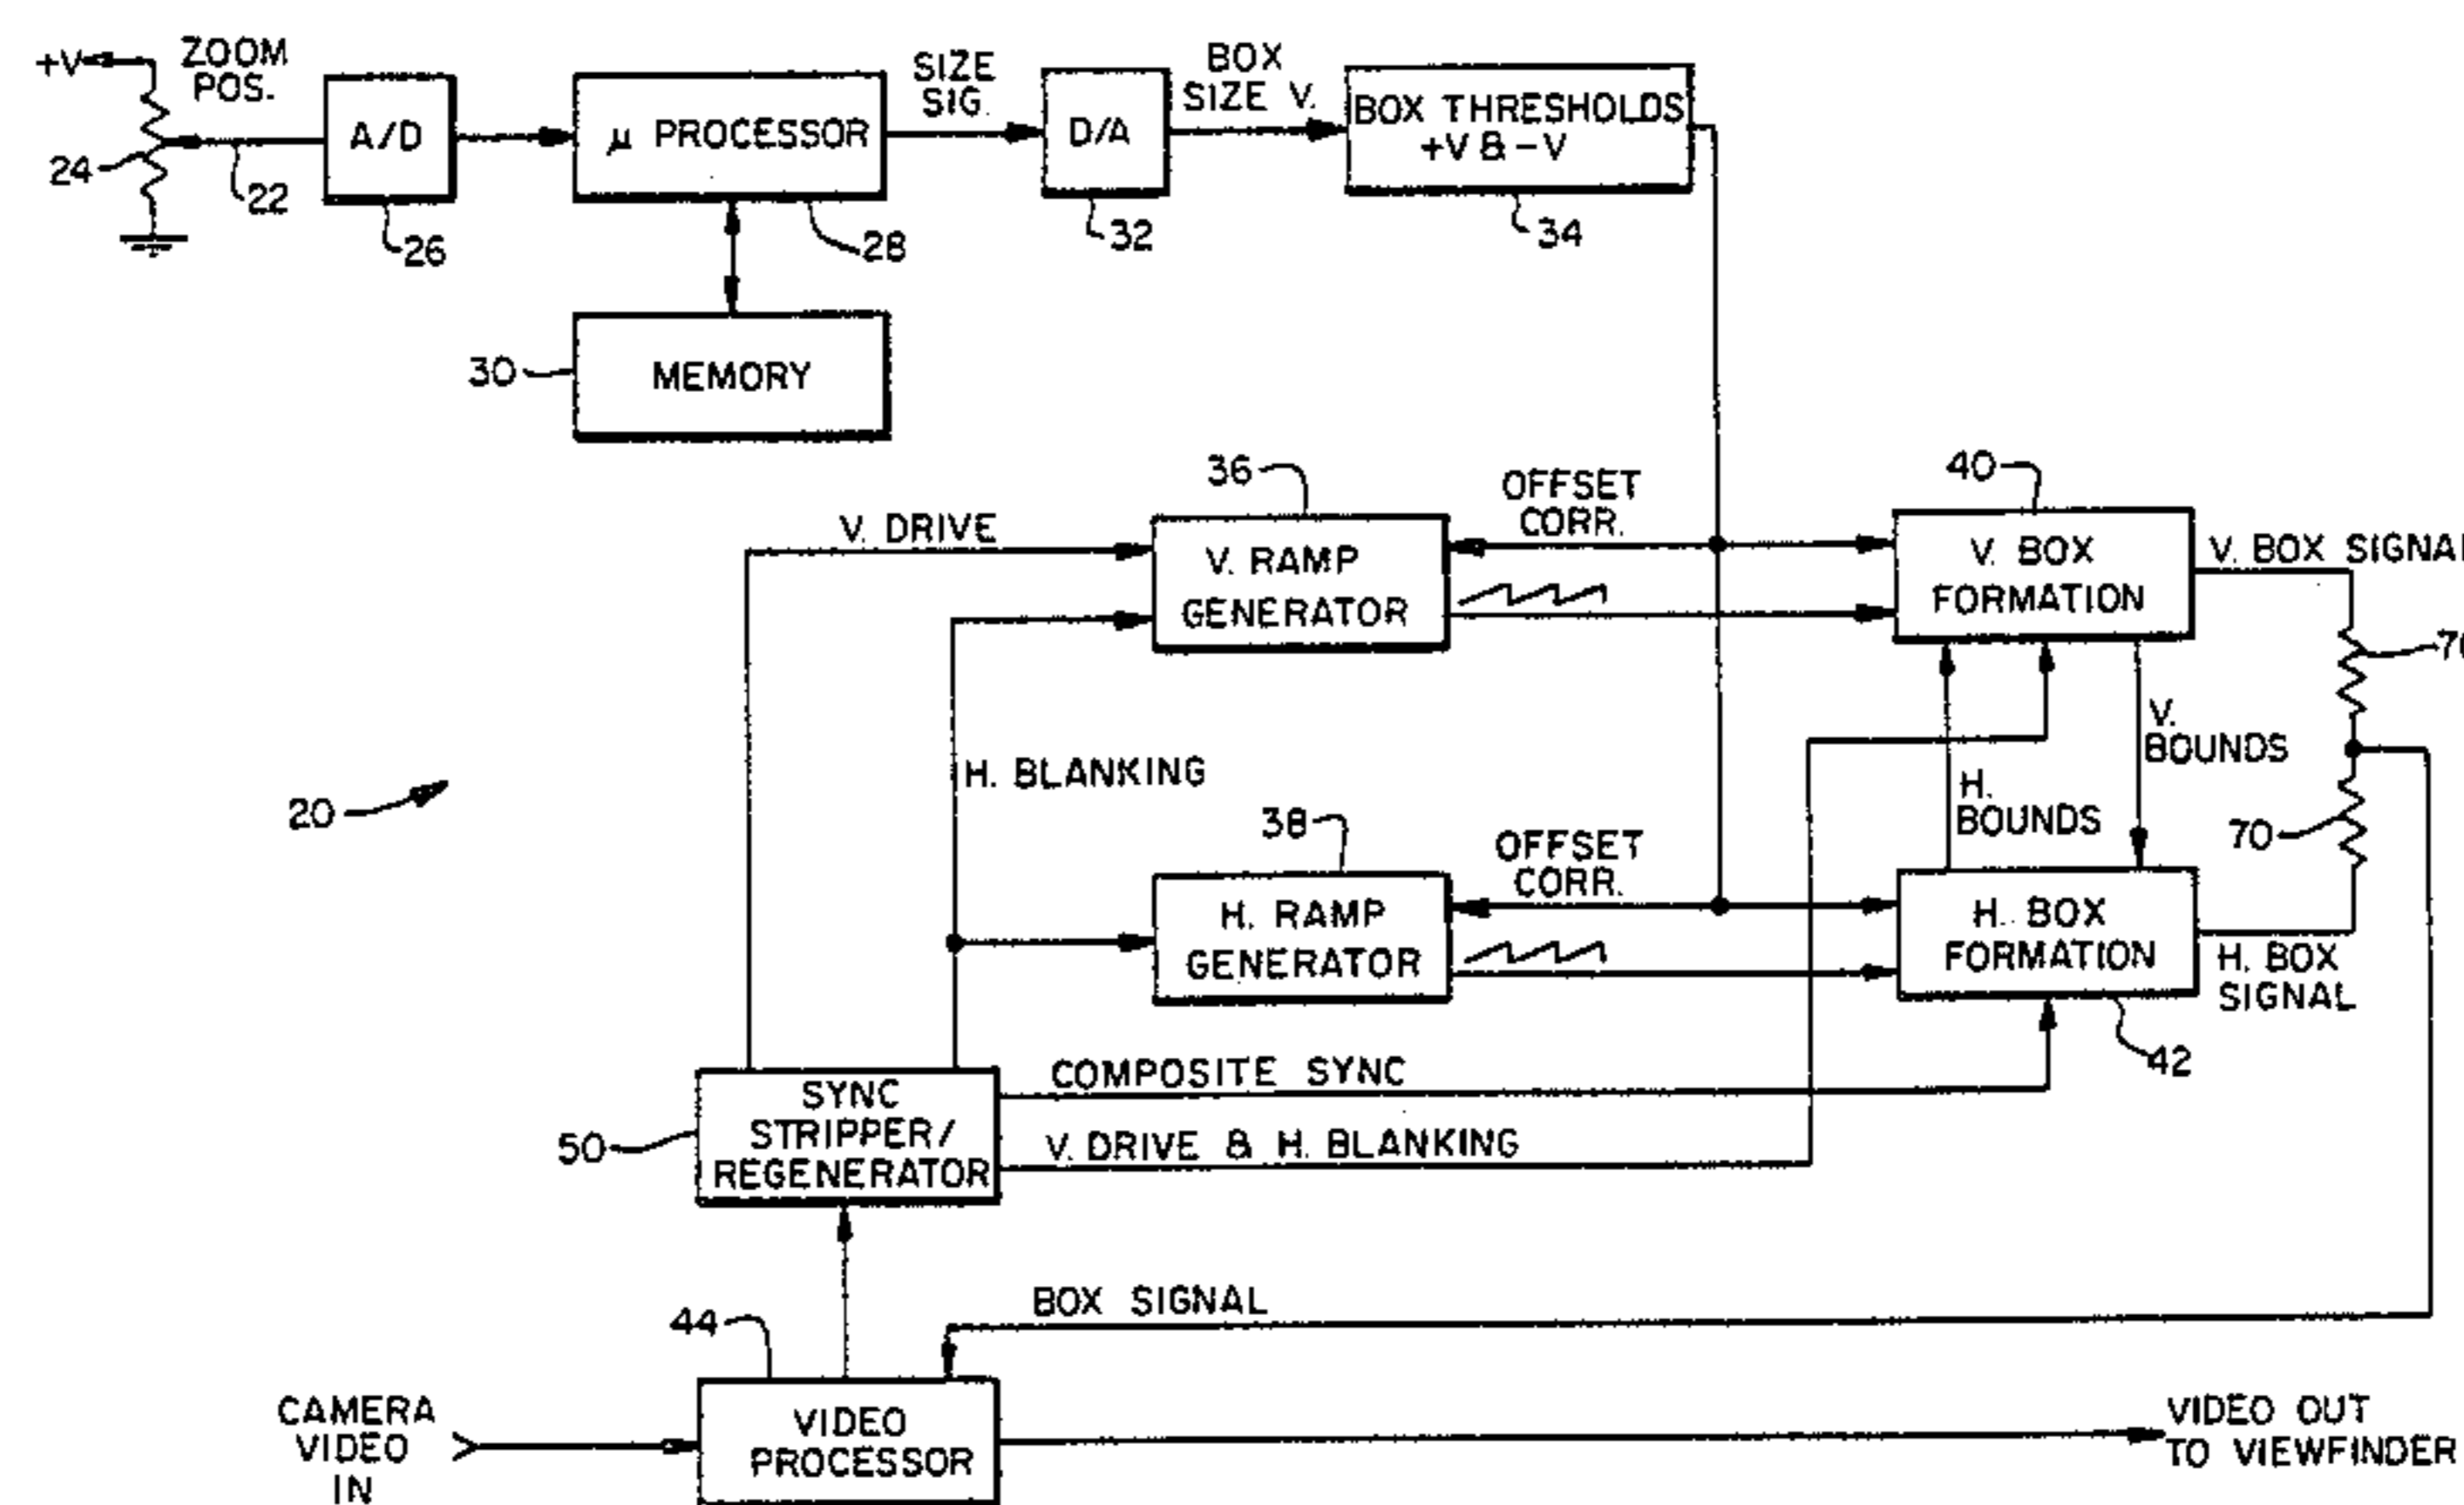 +V
ZOOM
POS.
24
22
A/D
26
µ PROCESSOR
28
SIZE
SIG.
D/A
32
BOX
SIZE V.
BOX THRESHOLDS
+V & -V
34
30
MEMORY
36
OFFSET
CORR.
40
V. DRIVE
V. RAMP
GENERATOR
V. BOX
FORMATION
V. BOX SIGNAL
70
H. BLANKING
V.
BOUNDS
H.
BOUNDS
20
38
OFFSET
CORR.
70
H. RAMP
GENERATOR
H. BOX
FORMATION
H. BOX
SIGNAL
42
COMPOSITE SYNC
50
SYNC
STRIPPER/
REGENERATOR
V. DRIVE & H. BLANKING
BOX SIGNAL
44
CAMERA
VIDEO
IN
VIDEO
PROCESSOR
VIDEO OUT
TO VIEWFINDER